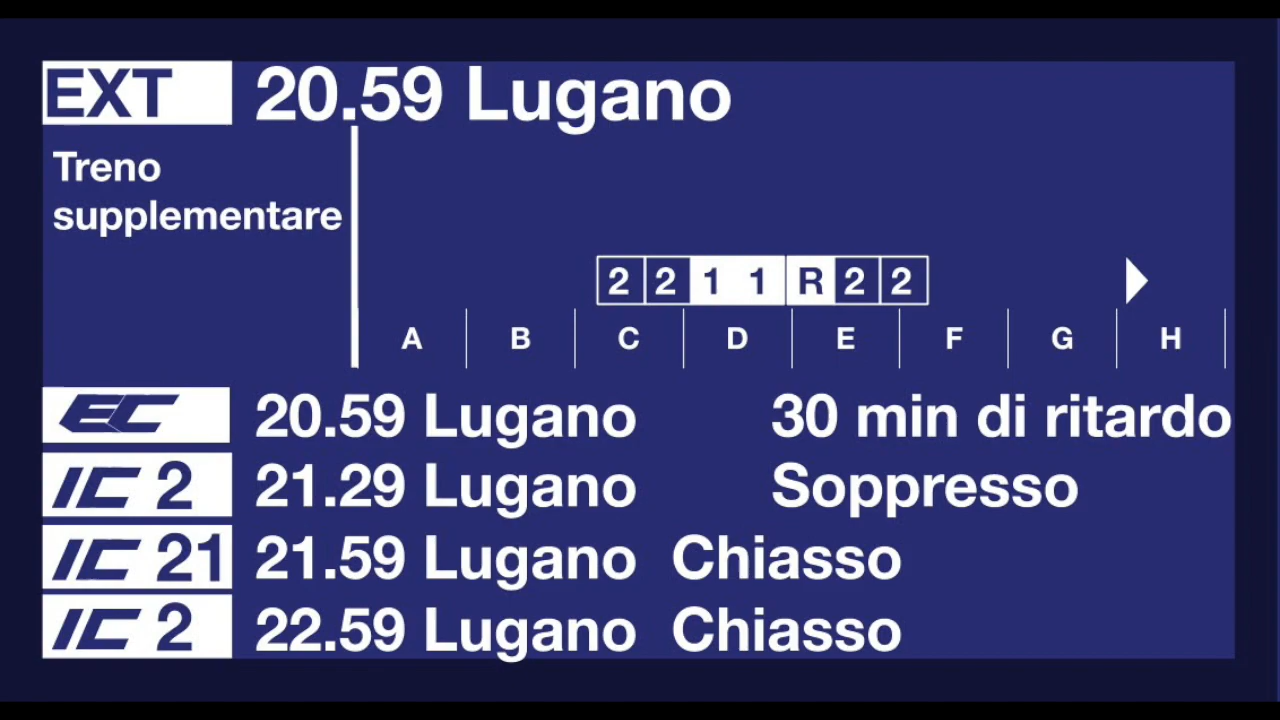 EXT 20.59 Lugano
Treno
supplementare
2 2 1 1 R 2 2
A B C D E F G H
EC 20.59 Lugano 30 min di ritardo
IC 2 21.29 Lugano Soppresso
IC 21 21.59 Lugano Chiasso
IC 2 22.59 Lugano Chiasso